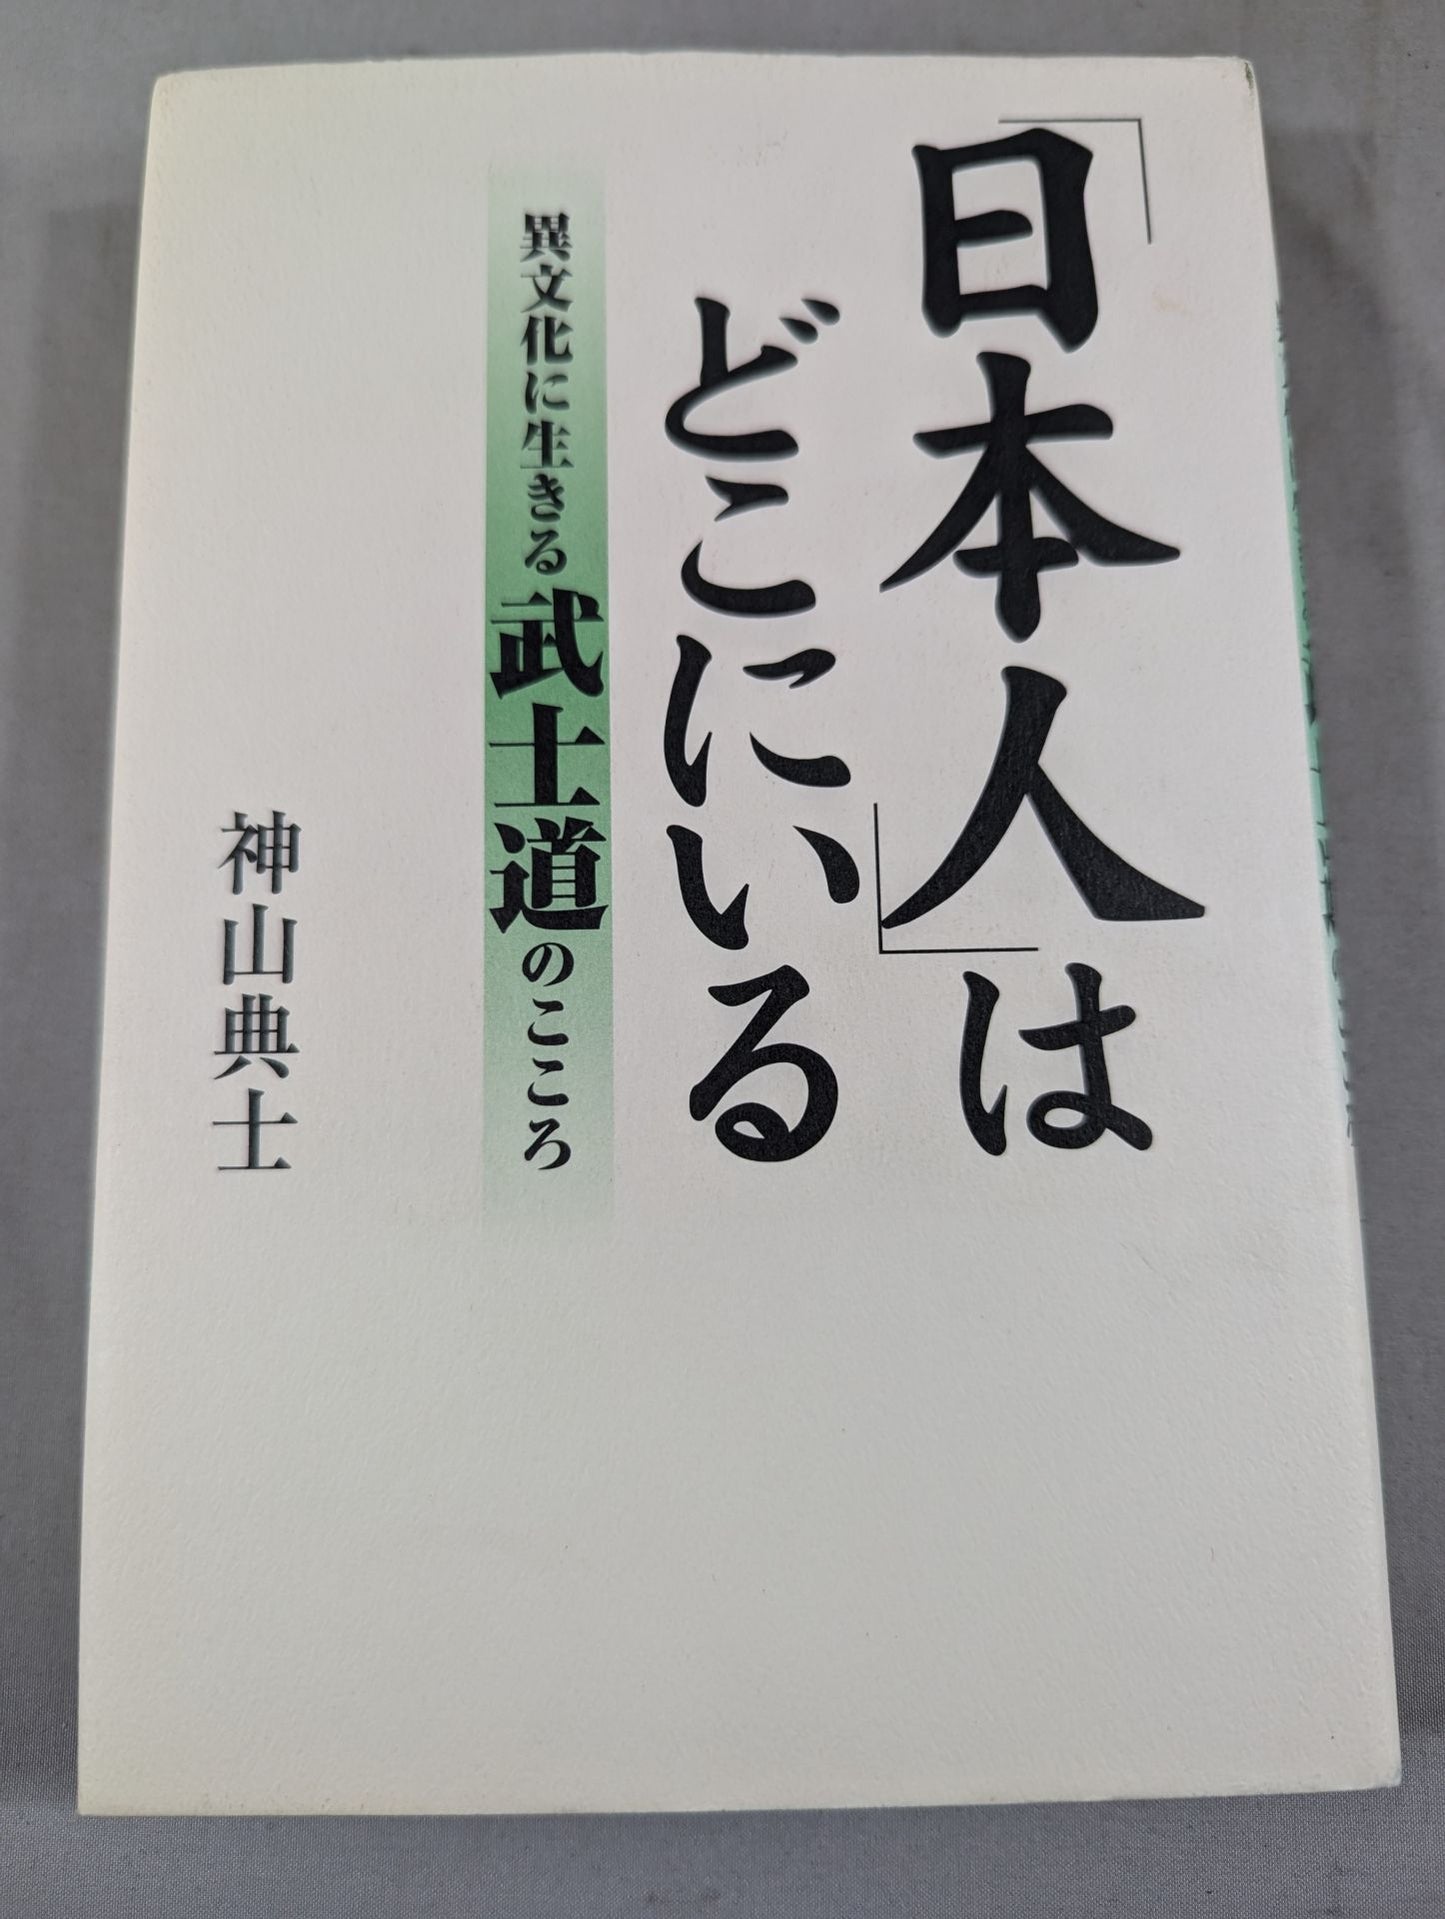 「日本人」は
どこにいる
異文化に生きる武士道のこころ
神山典士